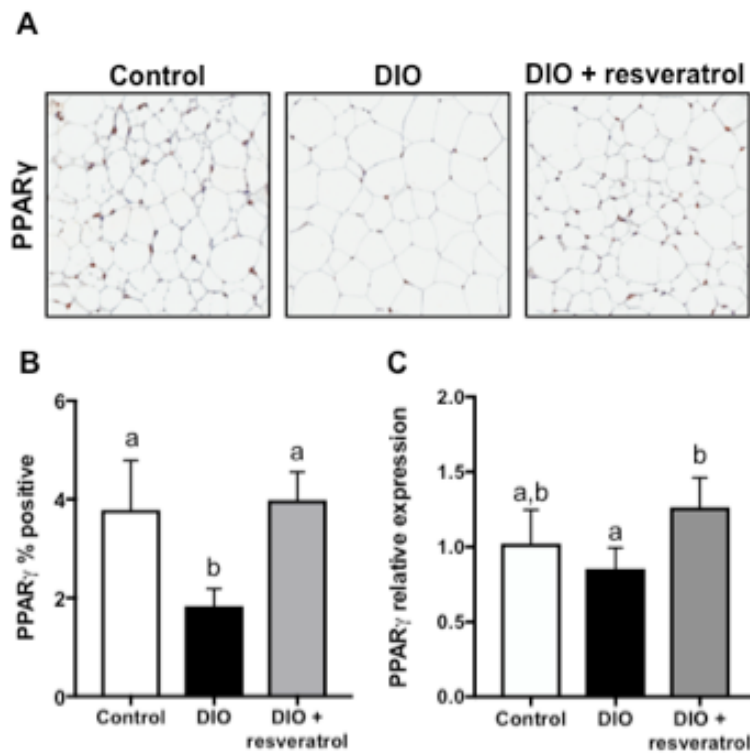 A
Control DIO DIO + resveratrol
PPARγ
B
PPARγ % positive
6
4
2
0
a
b
a
Control DIO DIO +
resveratrol
C
PPARγ relative expression
2.0
1.5
1.0
0.5
0.0
a,b
a
b
Control DIO DIO +
resveratrol